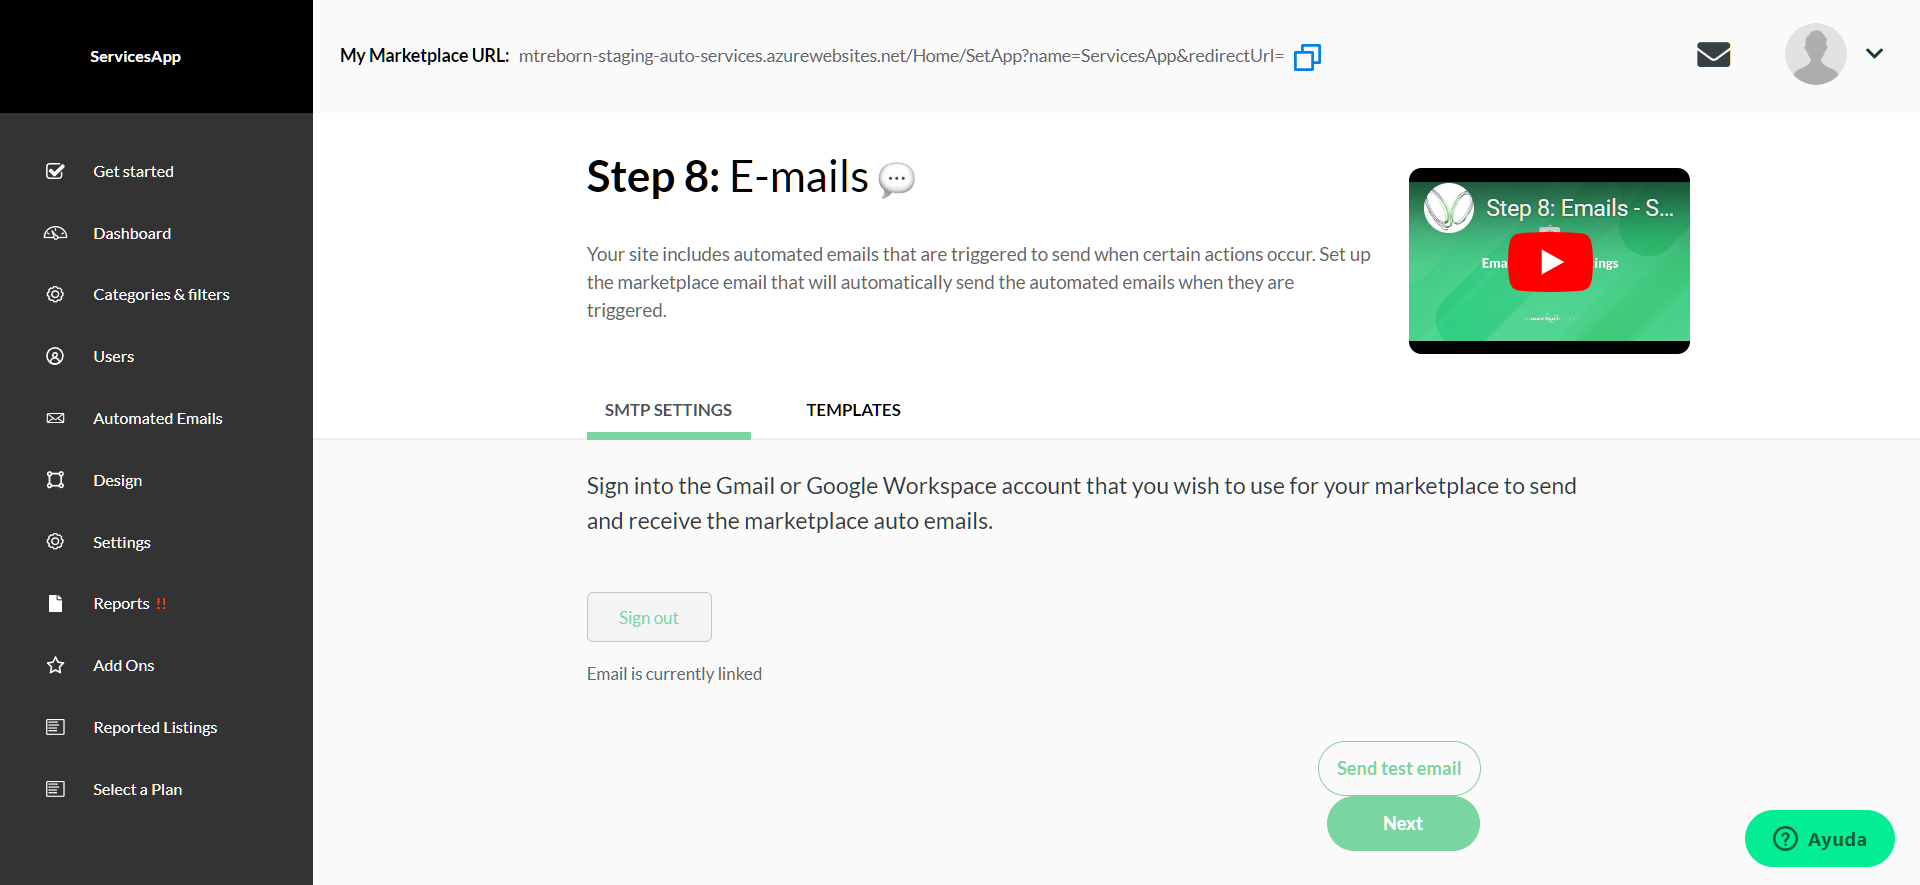 ServicesApp
My Marketplace URL: mtreborn-staging-auto-services.azurewebsites.net/Home/SetApp?name=ServicesApp&redirectUrl=
Get started
Dashboard
Categories & filters
Users
Automated Emails
Design
Settings
Reports !!
Add Ons
Reported Listings
Select a Plan
Step 8: E-mails
Your site includes automated emails that are triggered to send when certain actions occur. Set up
the marketplace email that will automatically send the automated emails when they are
triggered.
Step 8: Emails - S...
SMTP SETTINGS
TEMPLATES
Sign into the Gmail or Google Workspace account that you wish to use for your marketplace to send
and receive the marketplace auto emails.
Sign out
Email is currently linked
Send test email
Next
Ayuda